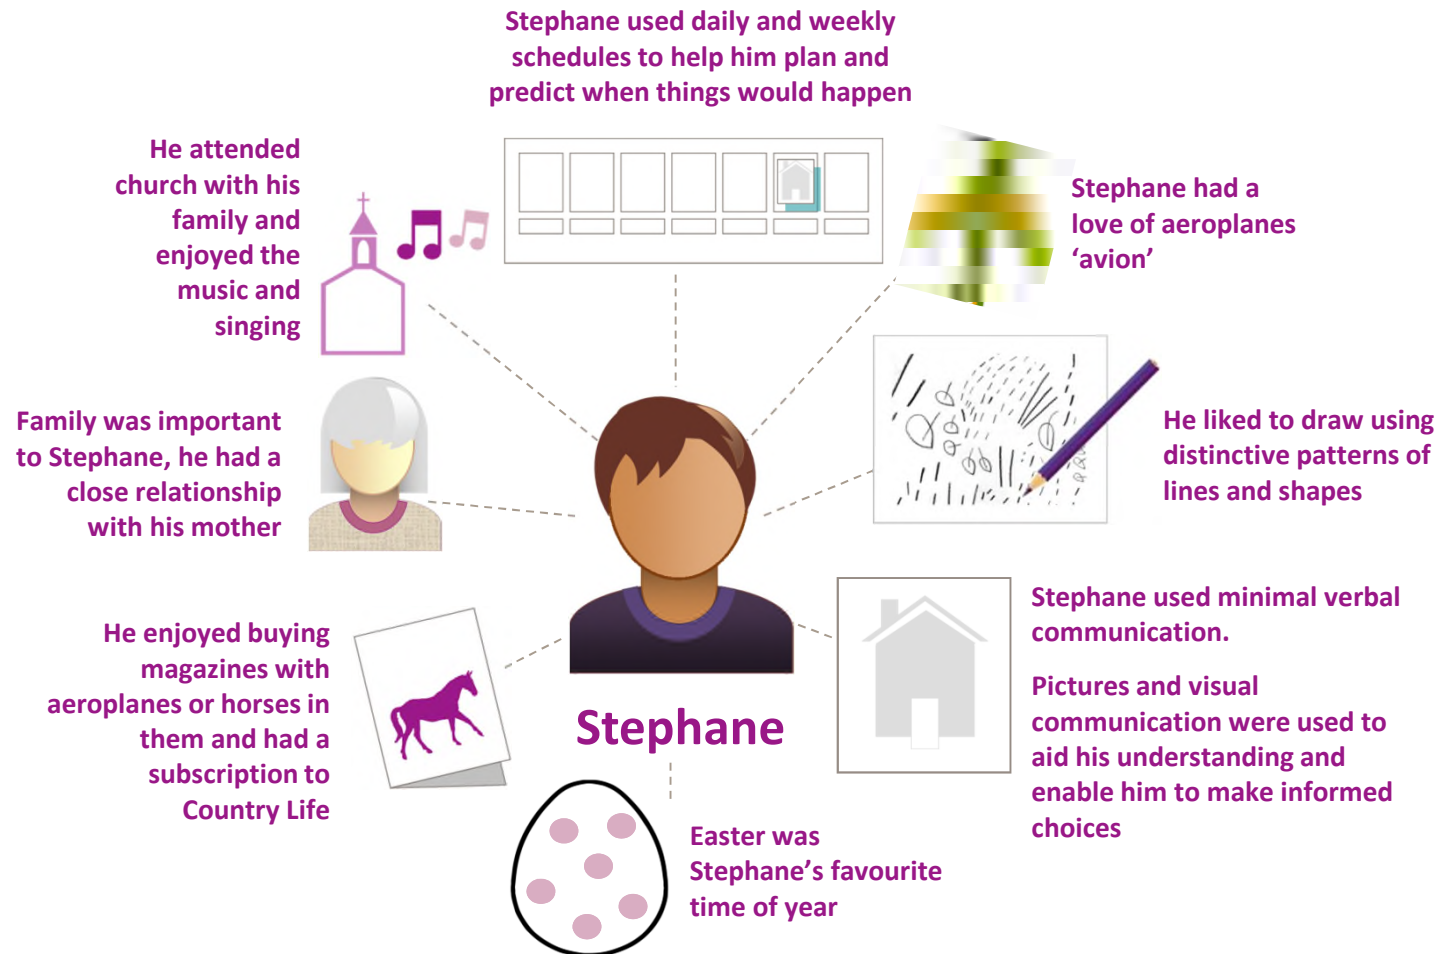 Stephane used daily and weekly
schedules to help him plan and
predict when things would happen
He attended
church with his
family and
enjoyed the
music and
singing
Stephane had a
love of aeroplanes
‘avion’
Family was important
to Stephane, he had a
close relationship
with his mother
He liked to draw using
distinctive patterns of
lines and shapes
He enjoyed buying
magazines with
aeroplanes or horses in
them and had a
subscription to
Country Life
Stephane used minimal verbal
communication.
Pictures and visual
communication were used to
aid his understanding and
enable him to make informed
choices
Stephane
Easter was
Stephane’s favourite
time of year